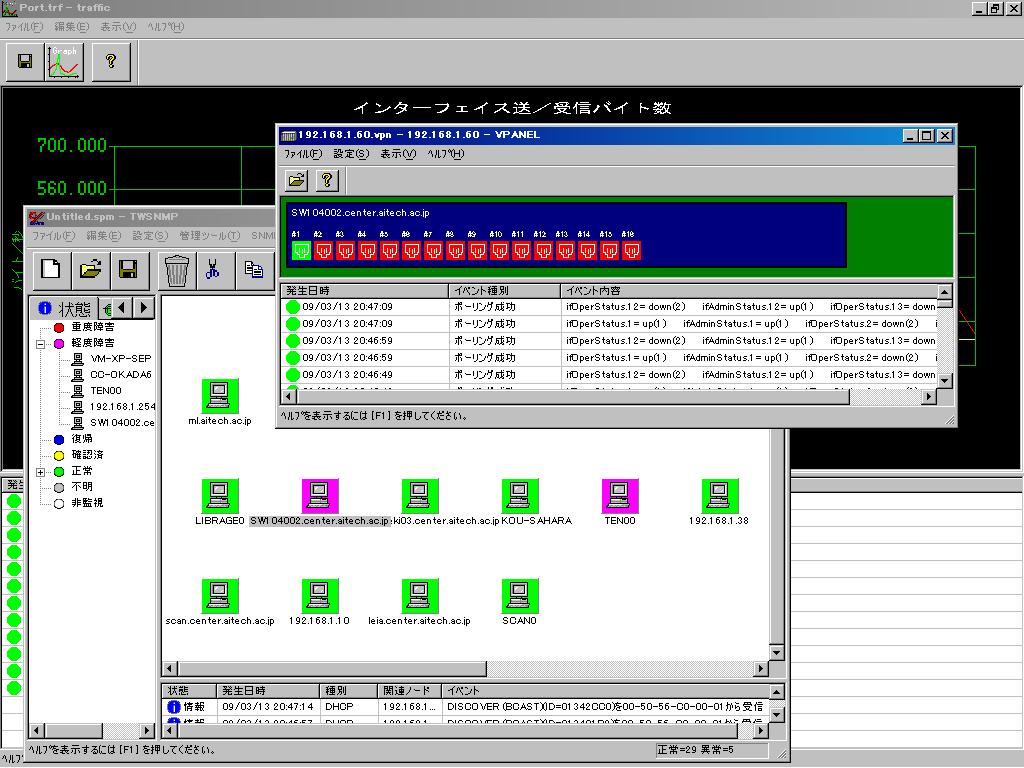 Port.trf - traffic
ﾌｧｲﾙ(F) 編集(E) 表示(V) ﾍﾙﾌﾟ(H)
Graph
インターフェイス送／受信バイト数
700.000
560.000
192.168.1.60.vpn - 192.168.1.60 - VPANEL
ﾌｧｲﾙ(F) 設定(S) 表示(V) ﾍﾙﾌﾟ(H)
SW104002.center.aitech.ac.jp
#1 #2 #3 #4 #5 #6 #7 #8 #9 #10 #11 #12 #13 #14 #15 #16
発生日時 イベント種別 イベント内容
09/03/13 20:47:09 ポーリング成功 ifOperStatus.12= down(2) ifAdminStatus.12= up(1) ifOperStatus.13= down
09/03/13 20:47:09 ポーリング成功 ifOperStatus.1= up(1) ifAdminStatus.1= up(1) ifOperStatus.2= down(2)
09/03/13 20:46:59 ポーリング成功 ifOperStatus.12= down(2) ifAdminStatus.12= up(1) ifOperStatus.13= down
09/03/13 20:46:59 ポーリング成功 ifOperStatus.1= up(1) ifAdminStatus.1= up(1) ifOperStatus.2= down(2)
09/03/13 20:46:49 ポーリング成功 ifOperStatus.12= down(2) ifAdminStatus.12= up(1) ifOperStatus.13= down
ﾍﾙﾌﾟを表示するには [F1] を押してください。
Untitled.spm - TWSNMP
ﾌｧｲﾙ(F) 編集(E) 設定(S) 管理ツール(T) SNM
状態
重度障害
軽度障害
VM-XP-SEP
CC-OKADA6
TEN00
192.168.1.254
SW104002.ce
復帰
確認済
正常
不明
非監視
ml.aitech.ac.jp
LIBRAGE0 SW104002.center.aitech.ac.jp ki03.center.aitech.ac.jp KOU-SAHARA TEN00 192.168.1.38
scan.center.aitech.ac.jp 192.168.1.10 leia.center.aitech.ac.jp SCAN0
状態 発生日時 種別 関連ノード イベント
情報 09/03/13 20:47:14 DHCP 192.168.1... DISCOVER (BCAST)(ID=01342CC0)を00-50-56-C0-00-01から受信
ﾍﾙﾌﾟを表示するには [F1] を押してください。
正常=29 異常=5